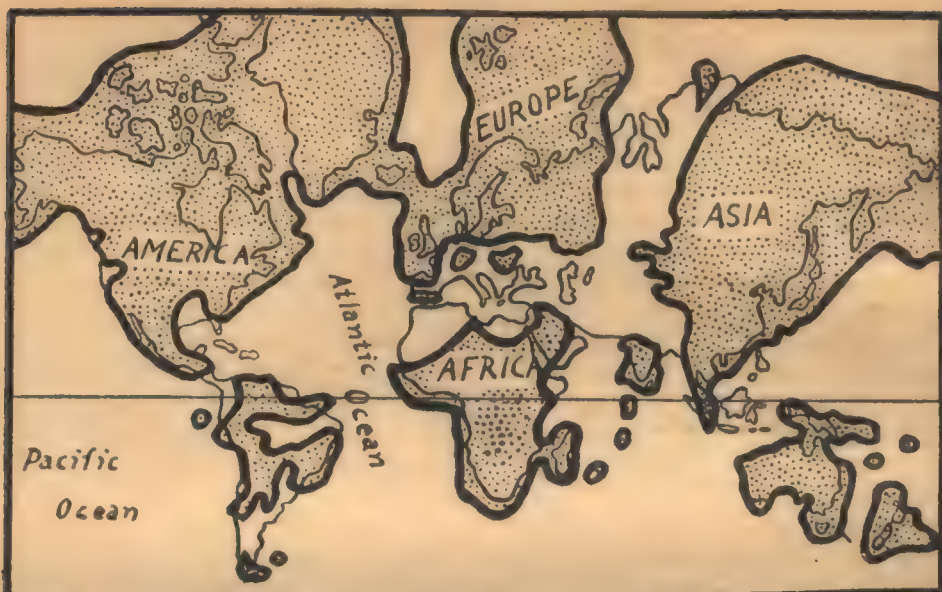 EUROPE
ASIA
AMERICA
Atlantic Ocean
AFRICA
Pacific
Ocean